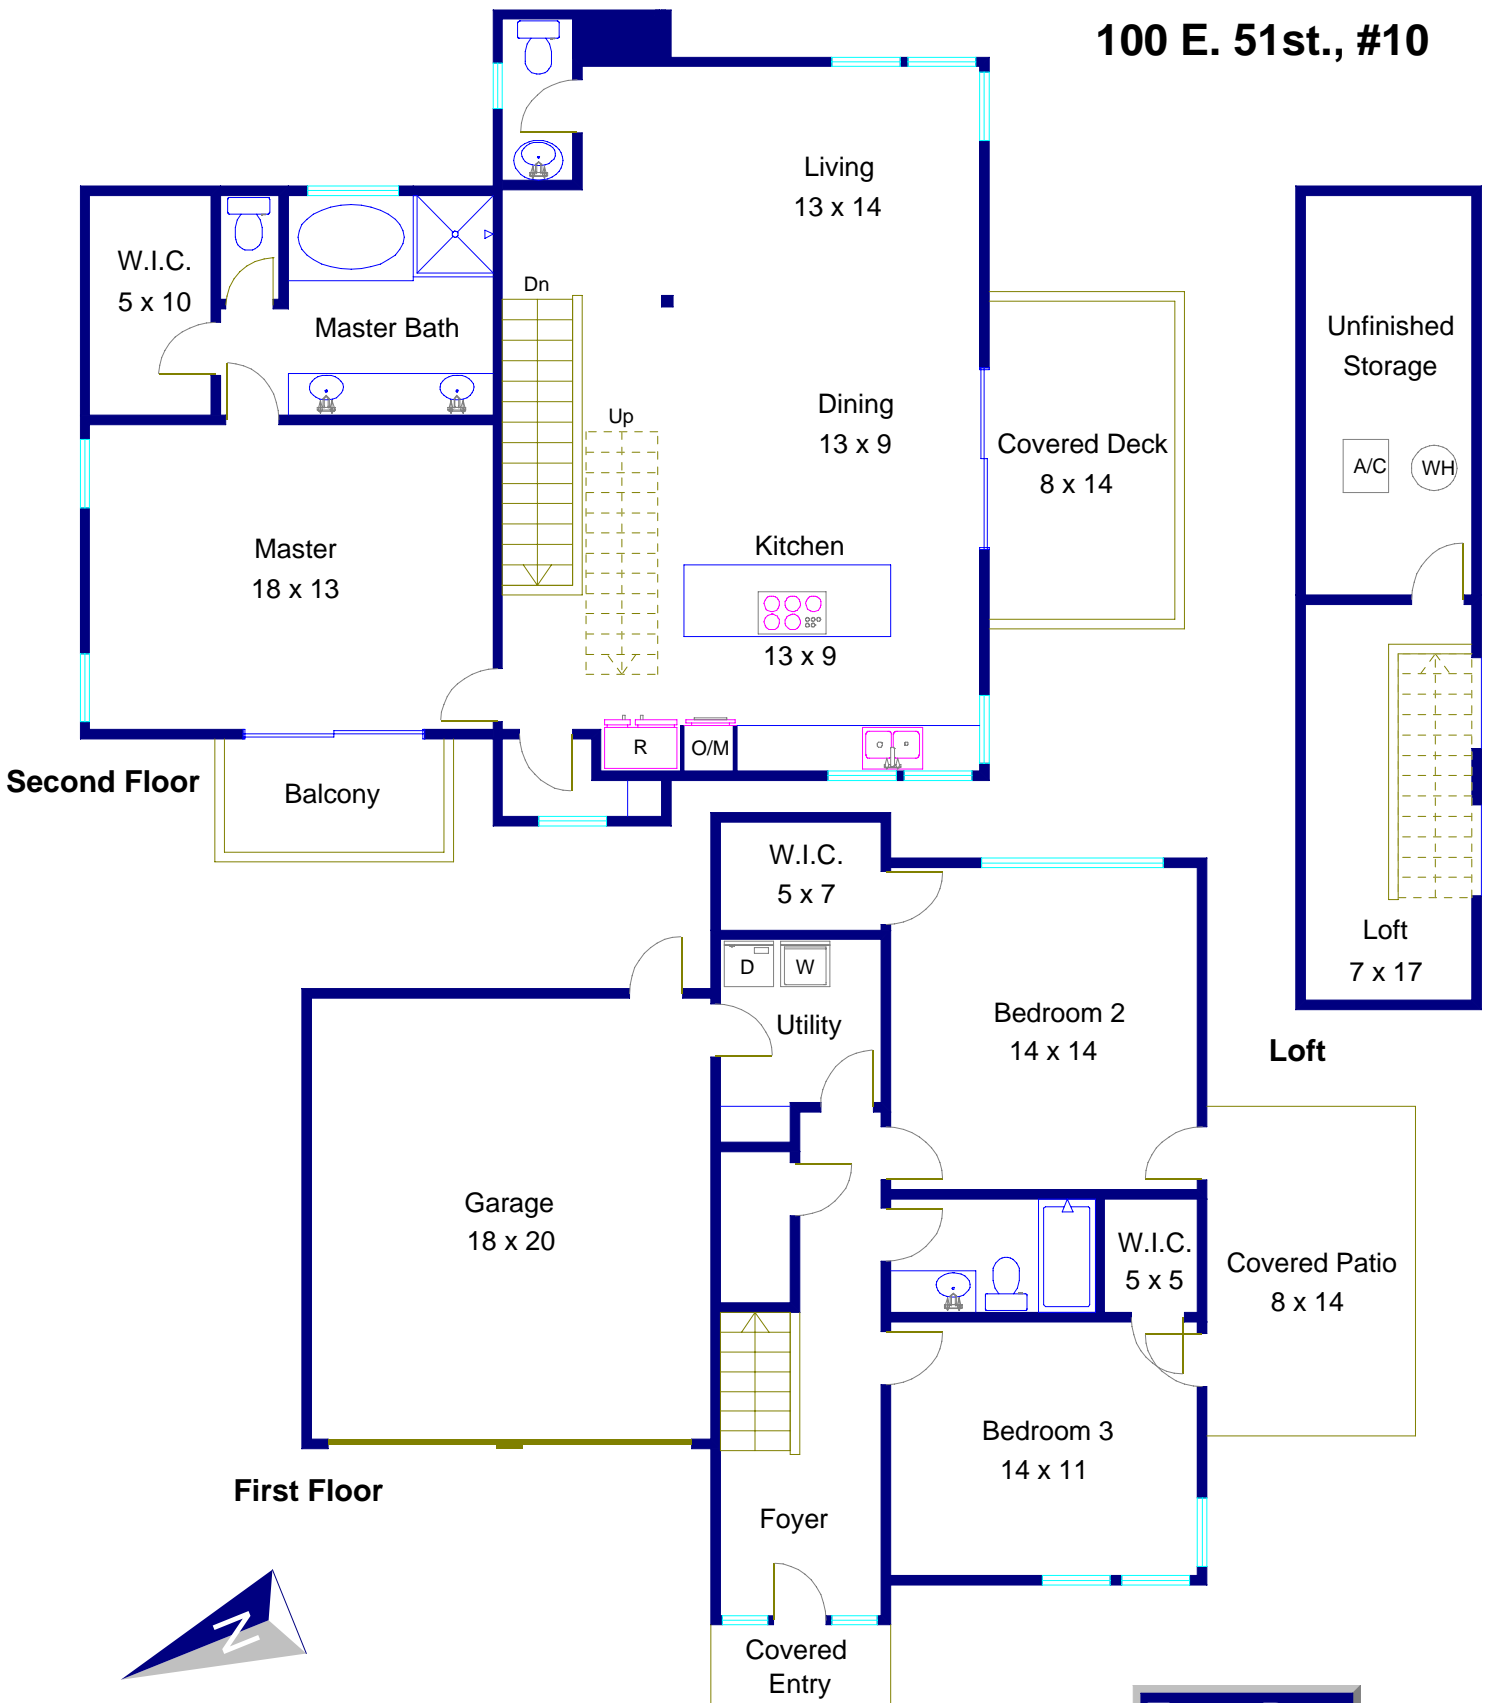 100 E. 51st., #10
Living
13 x 14
W.I.C.
5 x 10
Master Bath
Dn
Up
Dining
13 x 9
Covered Deck
8 x 14
Unfinished
Storage
A/C
WH
Master
18 x 13
Kitchen
13 x 9
R
O/M
Second Floor
Balcony
W.I.C.
5 x 7
Loft
7 x 17
Loft
D
W
Utility
Bedroom 2
14 x 14
Garage
18 x 20
W.I.C.
5 x 5
Covered Patio
8 x 14
Bedroom 3
14 x 11
First Floor
Foyer
N
Covered
Entry